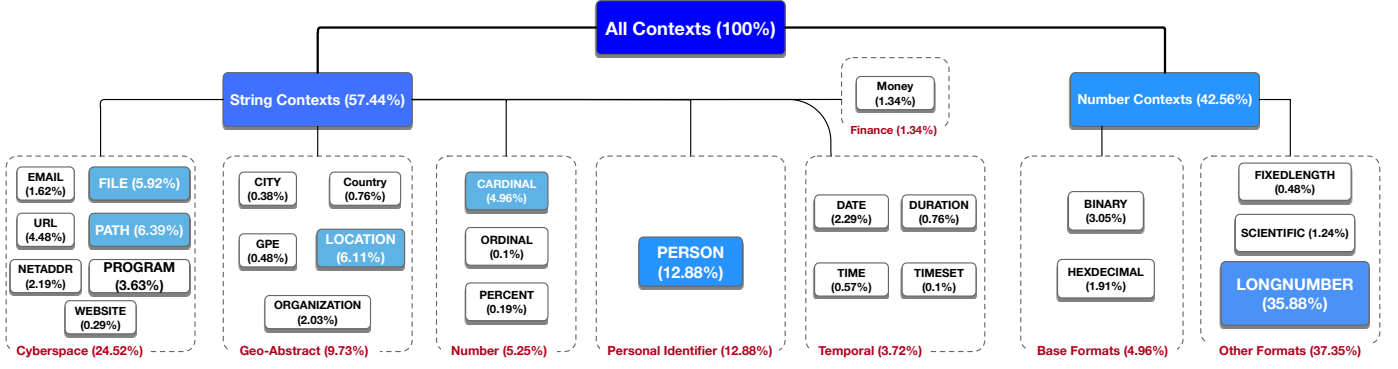 All Contexts (100%)
String Contexts (57.44%)
Money
(1.34%)
Finance (1.34%)
Number Contexts (42.56%)
EMAIL
(1.62%)
FILE (5.92%)
URL
(4.48%)
PATH (6.39%)
NETADDR
(2.19%)
PROGRAM
(3.63%)
WEBSITE
(0.29%)
Cyberspace (24.52%)
CITY
(0.38%)
Country
(0.76%)
GPE
(0.48%)
LOCATION
(6.11%)
ORGANIZATION
(2.03%)
Geo-Abstract (9.73%)
CARDINAL
(4.96%)
ORDINAL
(0.1%)
PERCENT
(0.19%)
Number (5.25%)
PERSON
(12.88%)
Personal Identifier (12.88%)
DATE
(2.29%)
DURATION
(0.76%)
TIME
(0.57%)
TIMESET
(0.1%)
Temporal (3.72%)
BINARY
(3.05%)
HEXDECIMAL
(1.91%)
Base Formats (4.96%)
FIXEDLENGTH
(0.48%)
SCIENTIFIC (1.24%)
LONGNUMBER
(35.88%)
Other Formats (37.35%)